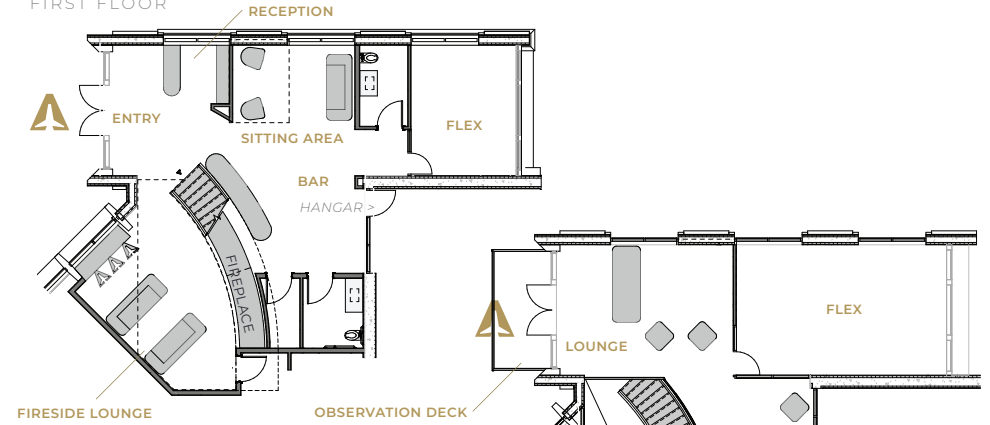 FIRST FLOOR
RECEPTION
ENTRY
SITTING AREA
FLEX
BAR
HANGAR >
FIREPLACE
FIRESIDE LOUNGE
FLEX
LOUNGE
OBSERVATION DECK